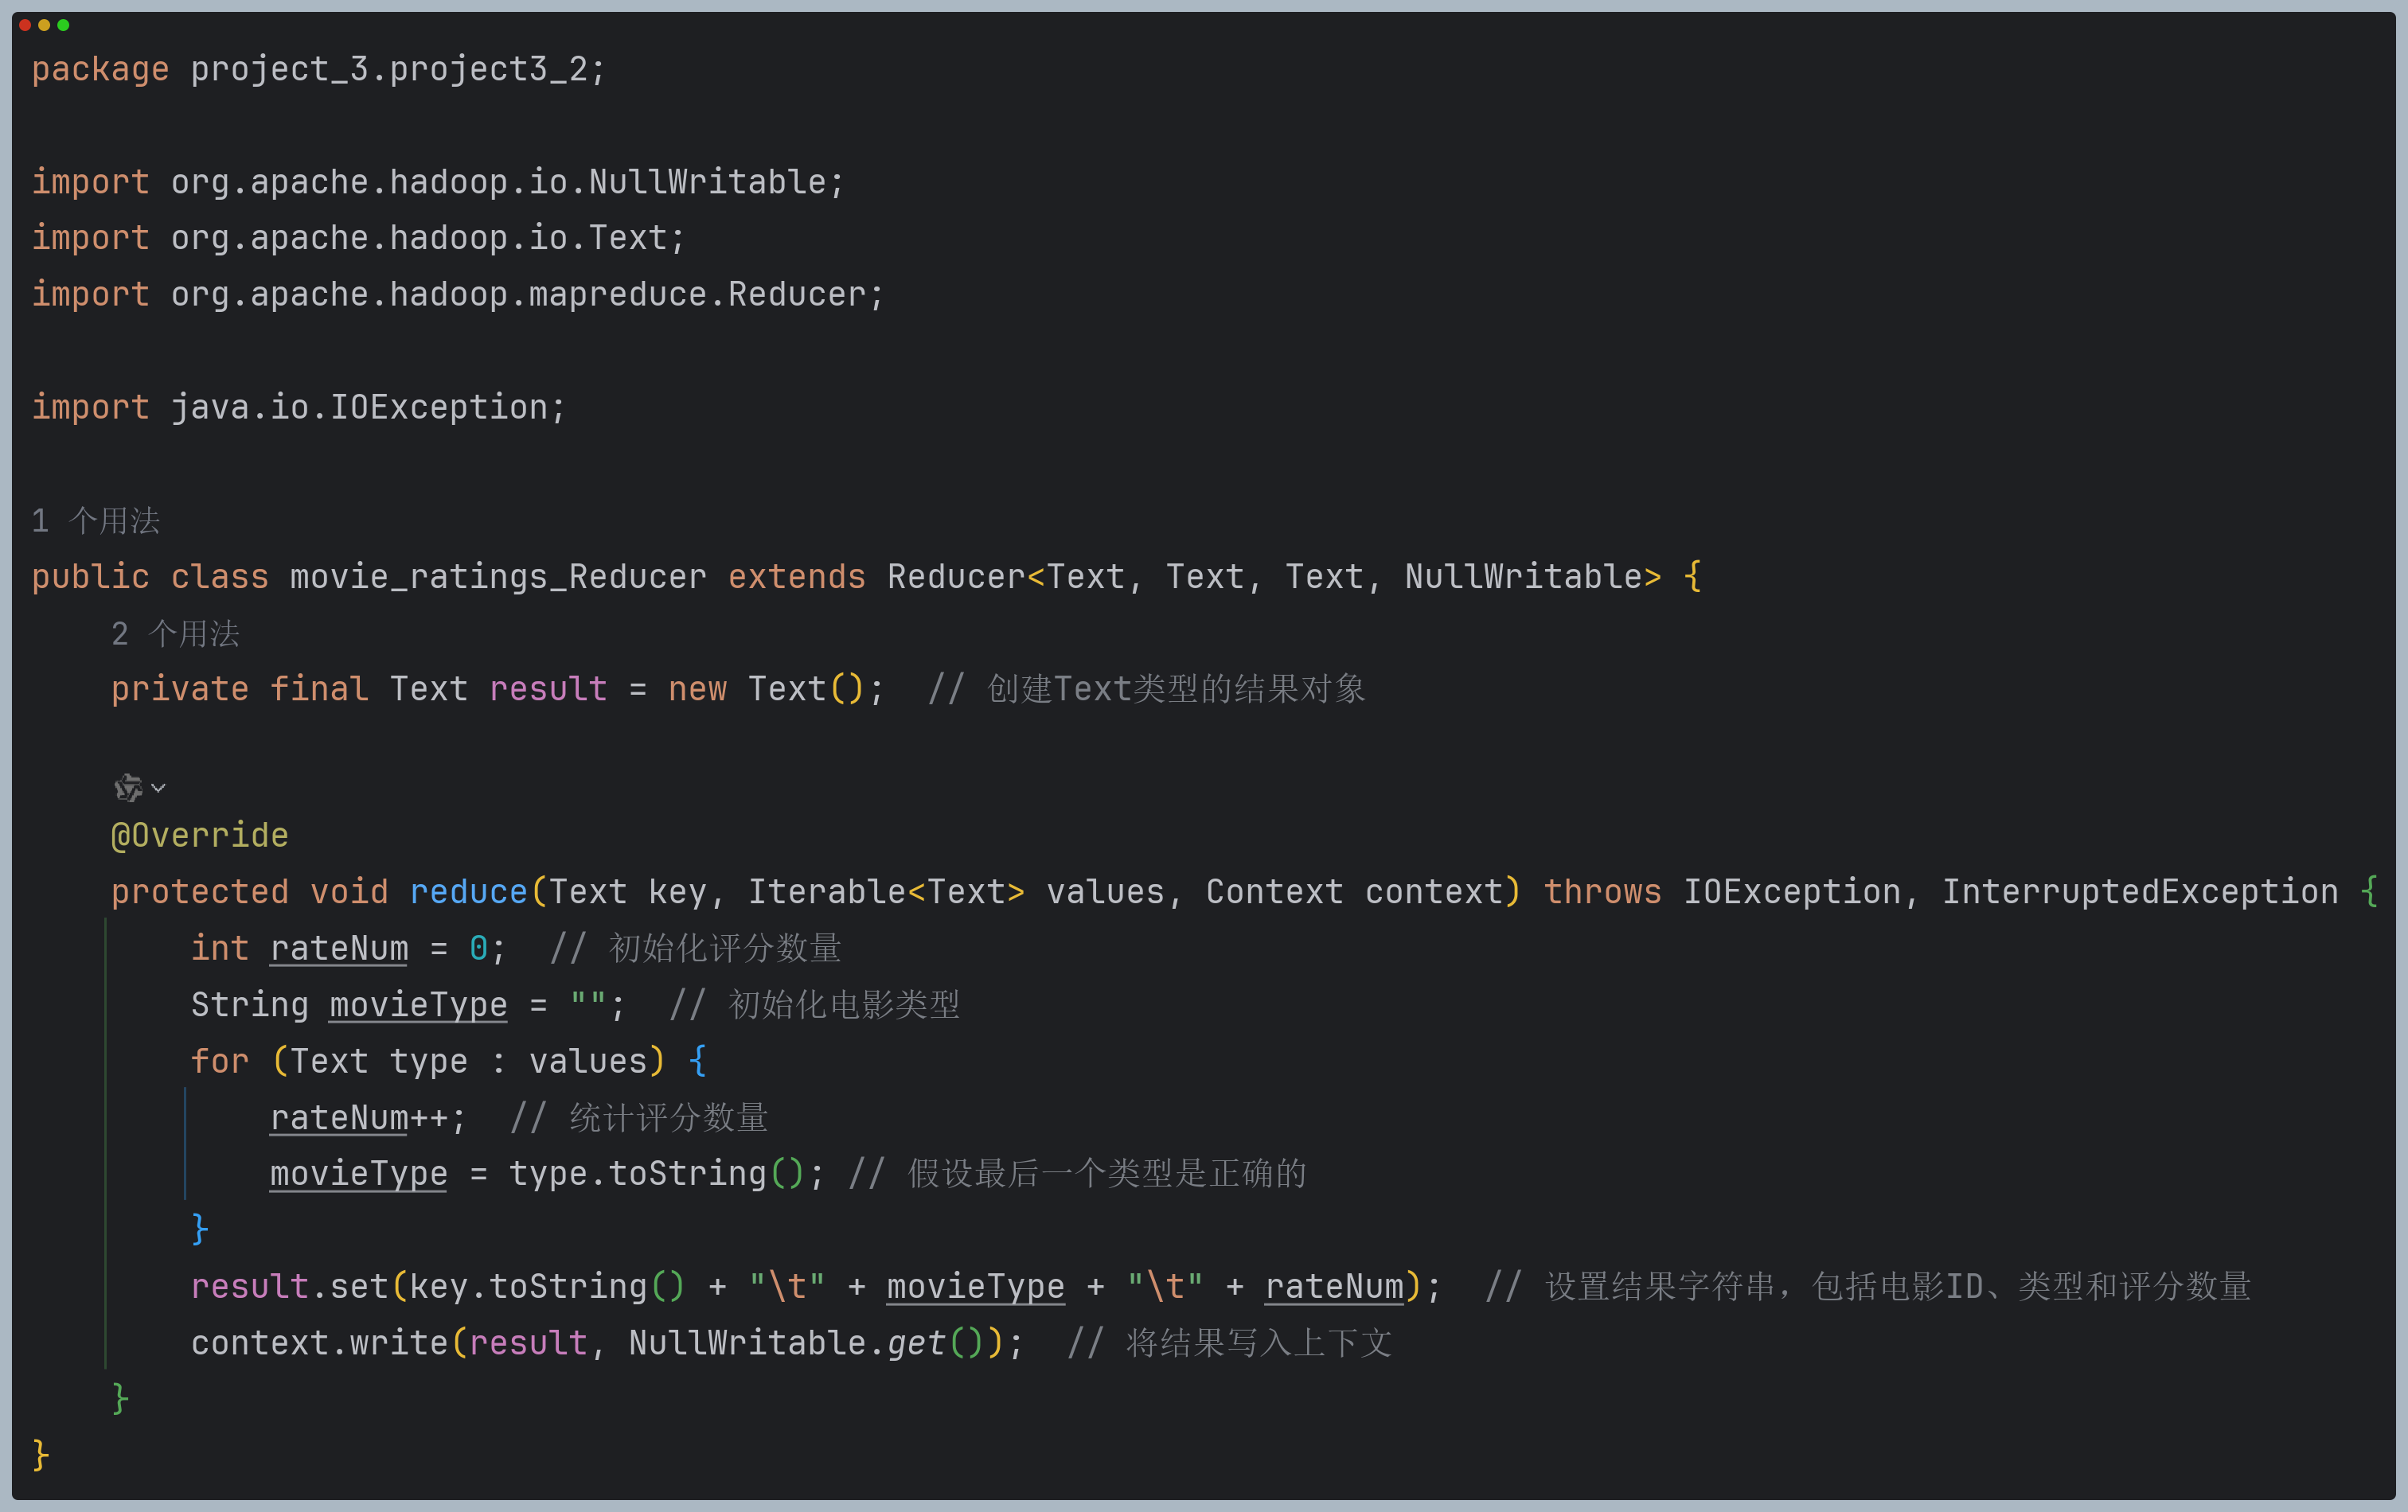 package project_3.project3_2;
import org.apache.hadoop.io.NullWritable;
import org.apache.hadoop.io.Text;
import org.apache.hadoop.mapreduce.Reducer;
import java.io.IOException;
1 个用法
public class movie_ratings_Reducer extends Reducer<Text, Text, Text, NullWritable> {
2 个用法
private final Text result = new Text();  // 创建Text类型的结果对象
@Override
protected void reduce(Text key, Iterable<Text> values, Context context) throws IOException, InterruptedException {
int rateNum = 0;  // 初始化评分数量
String movieType = "";  // 初始化电影类型
for (Text type : values) {
rateNum++;  // 统计评分数量
movieType = type.toString(); // 假设最后一个类型是正确的
}
result.set(key.toString() + "\t" + movieType + "\t" + rateNum);  // 设置结果字符串，包括电影ID、类型和评分数量
context.write(result, NullWritable.get());  // 将结果写入上下文
}
}